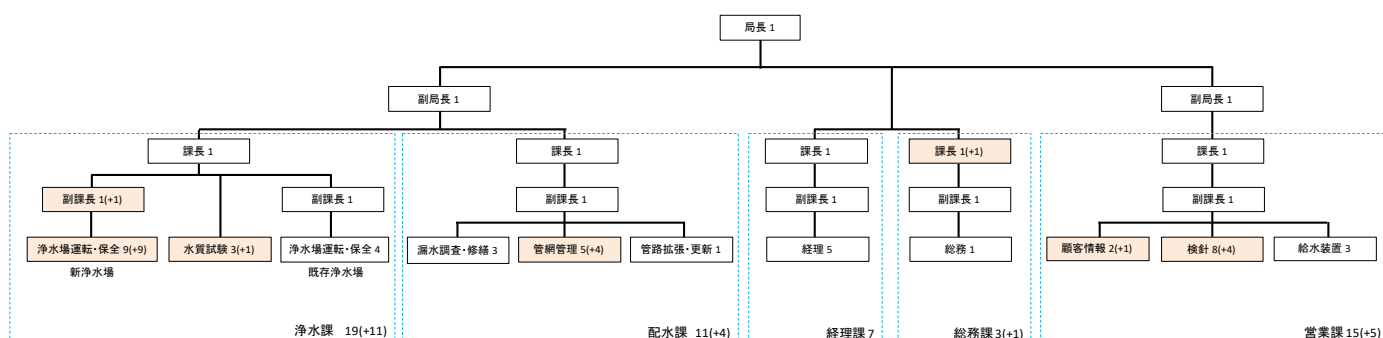 局長 1
副局長 1
副局長 1
課長 1
課長 1
課長 1
課長 1(+1)
課長 1
副課長 1(+1)
副課長 1
副課長 1
副課長 1
副課長 1
副課長 1
浄水場運転・保全 9(+9)
水質試験 3(+1)
浄水場運転・保全 4
漏水調査・修繕 3
管網管理 5(+4)
管路拡張・更新 1
経理 5
総務 1
顧客情報 2(+1)
検針 8(+4)
給水装置 3
新浄水場
既存浄水場
浄水課 19(+11)
配水課 11(+4)
経理課 7
総務課 3(+1)
営業課 15(+5)